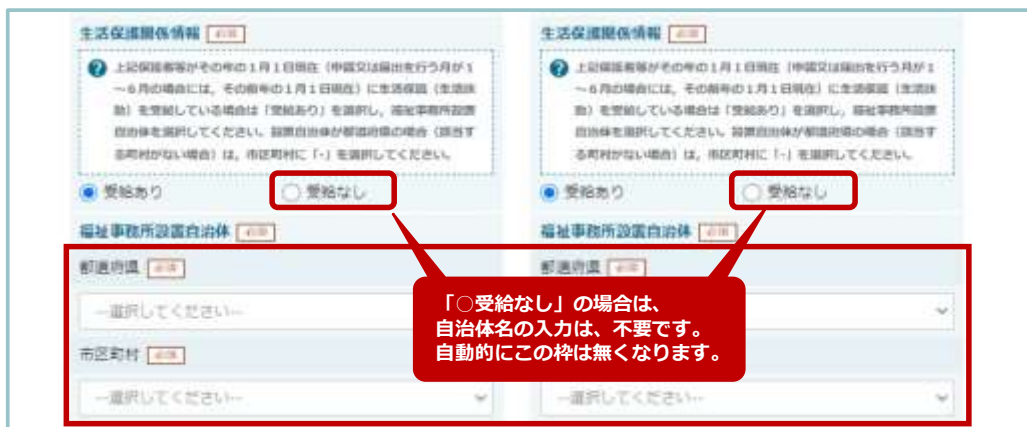 生活保護関係情報 必須
上記保護者等がその年の1月1日現在(申請又は届出を行う月が1
～6月の場合には、その前年の1月1日現在)に生活保護(生活扶
助)を受給している場合は「受給あり」を選択し、福祉事務所設置
自治体を選択してください。設置自治体が都道府県の場合(該当す
る町村がない場合)は、市区町村に「-」を選択してください。
受給あり
受給なし
福祉事務所設置自治体 必須
都道府県 必須
--選択してください--
市区町村 必須
--選択してください--
生活保護関係情報 必須
上記保護者等がその年の1月1日現在(申請又は届出を行う月が1
～6月の場合には、その前年の1月1日現在)に生活保護(生活扶
助)を受給している場合は「受給あり」を選択し、福祉事務所設置
自治体を選択してください。設置自治体が都道府県の場合(該当す
る町村がない場合)は、市区町村に「-」を選択してください。
受給あり
受給なし
福祉事務所設置自治体 必須
都道府県 必須
--選択してください--
「○受給なし」の場合は、
自治体名の入力は、不要です。
自動的にこの枠は無くなります。